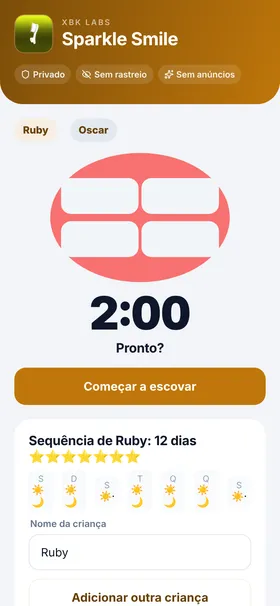 XBK LABS
Sparkle Smile
Privado
Sem rastreio
Sem anúncios
Ruby
Oscar
2:00
Pronto?
Começar a escovar
Sequência de Ruby: 12 dias
S D S T Q Q S
Nome da criança
Ruby
Adicionar outra criança